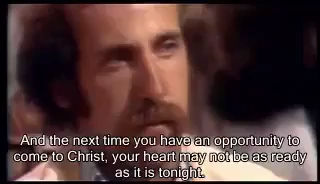 And the next time you have an opportunity to
come to Christ, your heart may not be as ready
as it is tonight.